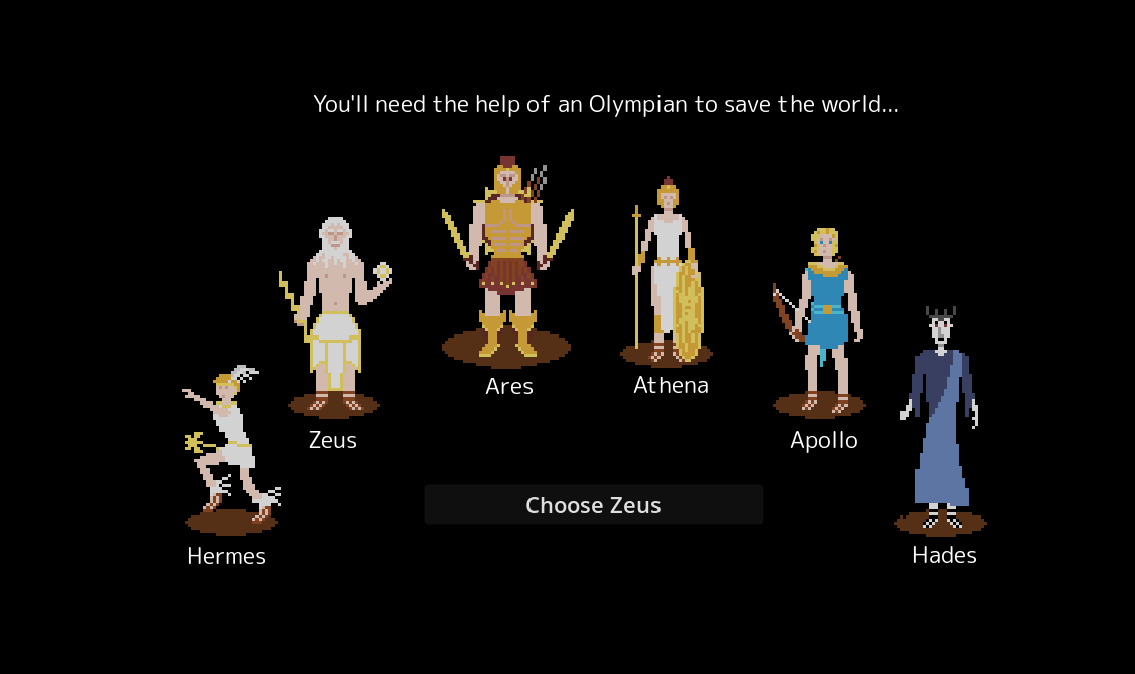 You'll need the help of an Olympian to save the world...
Ares
Athena
Zeus
Apollo
Choose Zeus
Hermes
Hades